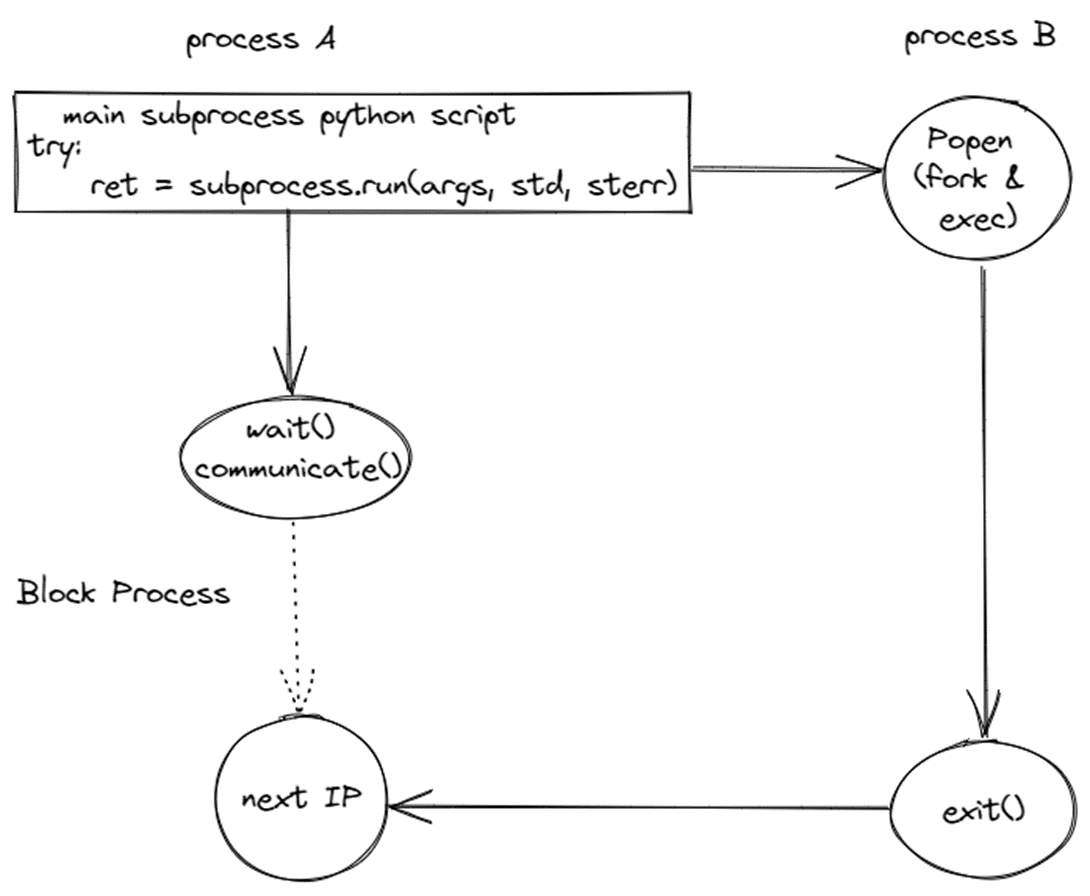 process A
process B
main subprocess python script
try:
ret = subprocess.run(args, std, sterr)
Popen
(fork &
exec)
wait()
communicate()
Block Process
next IP
exit()